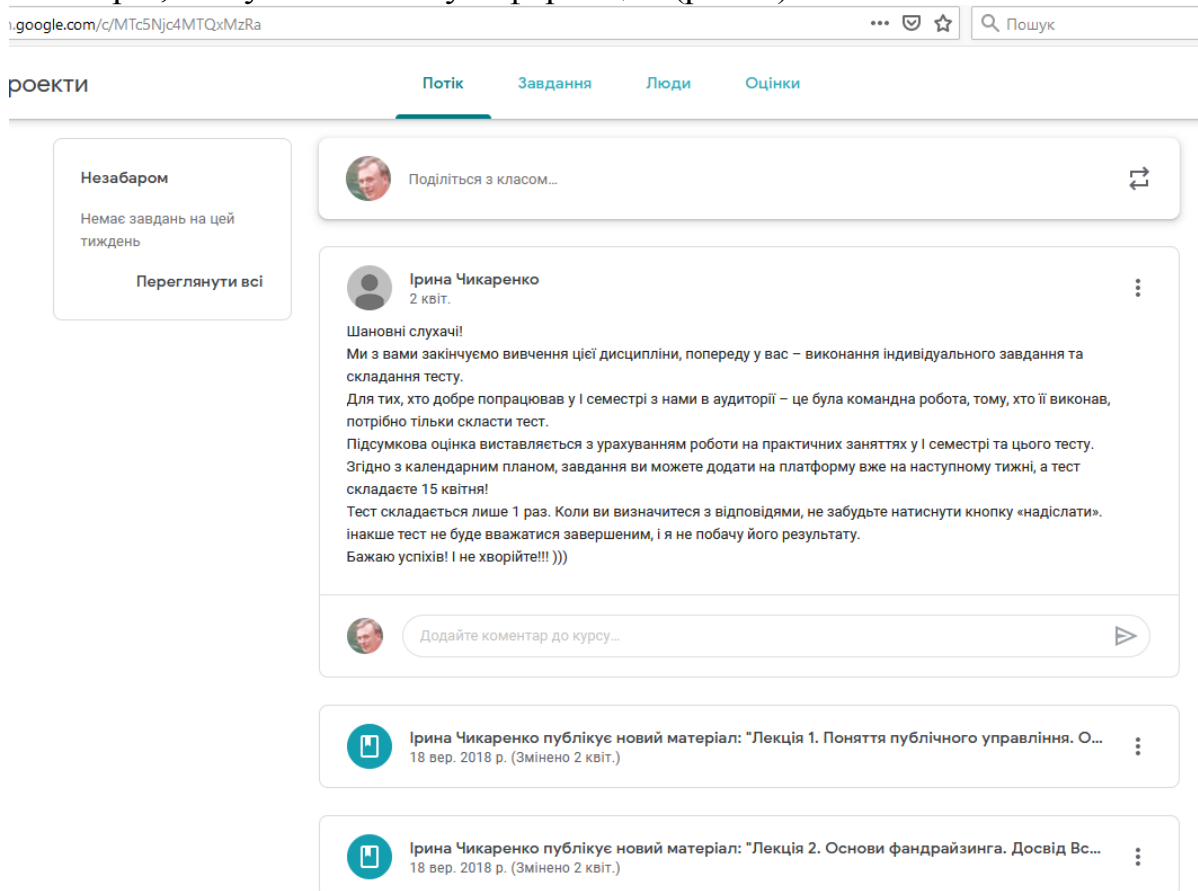 n.google.com/c/MTc5Njc4MTQxMzRa
Пошук
роекти
Потік
Завдання
Люди
Оцінки
Незабаром
Немає завдань на цей
тиждень
Переглянути всі
Поділіться з класом…
Ірина Чикаренко
2 квіт.
Шановні слухачі!
Ми з вами закінчуємо вивчення цієї дисципліни, попереду у вас – виконання індивідуального завдання та
складання тесту.
Для тих, хто добре попрацював у І семестрі з нами в аудиторії – це була командна робота, тому, хто її виконав,
потрібно тільки скласти тест.
Підсумкова оцінка виставляється з урахуванням роботи на практичних заняттях у І семестрі та цього тесту.
Згідно з календарним планом, завдання ви можете додати на платформу вже на наступному тижні, а тест
складаєте 15 квітня!
Тест складається лише 1 раз. Коли ви визначитеся з відповідями, не забудьте натиснути кнопку «надіслати».
інакше тест не буде вважатися завершеним, і я не побачу його результату.
Бажаю успіхів! І не хворійте!!! )))
Додайте коментар до курсу…
Ірина Чикаренко публікує новий матеріал: "Лекція 1. Поняття публічного управління. О...
18 вер. 2018 р. (Змінено 2 квіт.)
Ірина Чикаренко публікує новий матеріал: "Лекція 2. Основи фандрайзинга. Досвід Вс...
18 вер. 2018 р. (Змінено 2 квіт.)